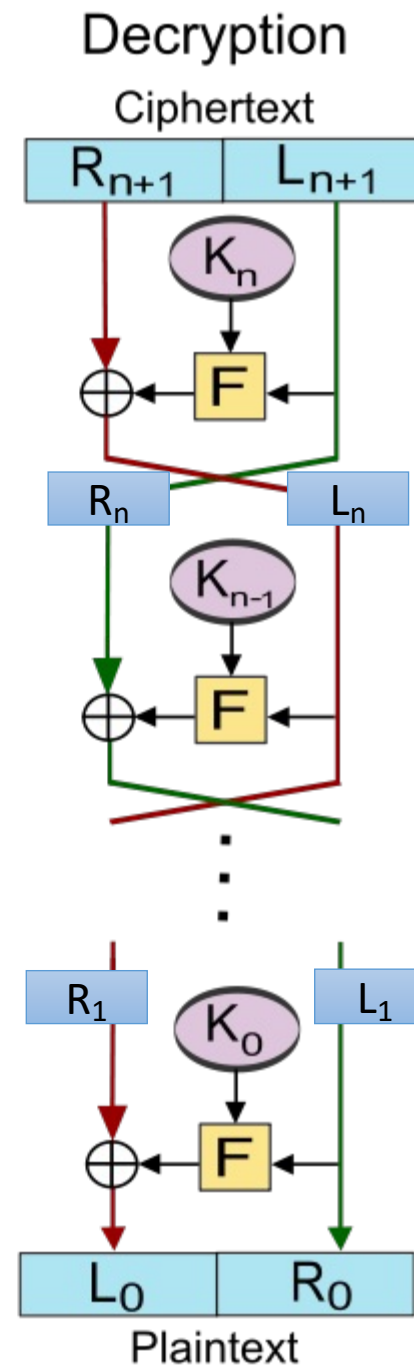 Decryption
Ciphertext
Rₙ₊₁ Lₙ₊₁
Kₙ
F
Rₙ Lₙ
Kₙ₋₁
F
R₁ L₁
K₀
F
L₀ R₀
Plaintext